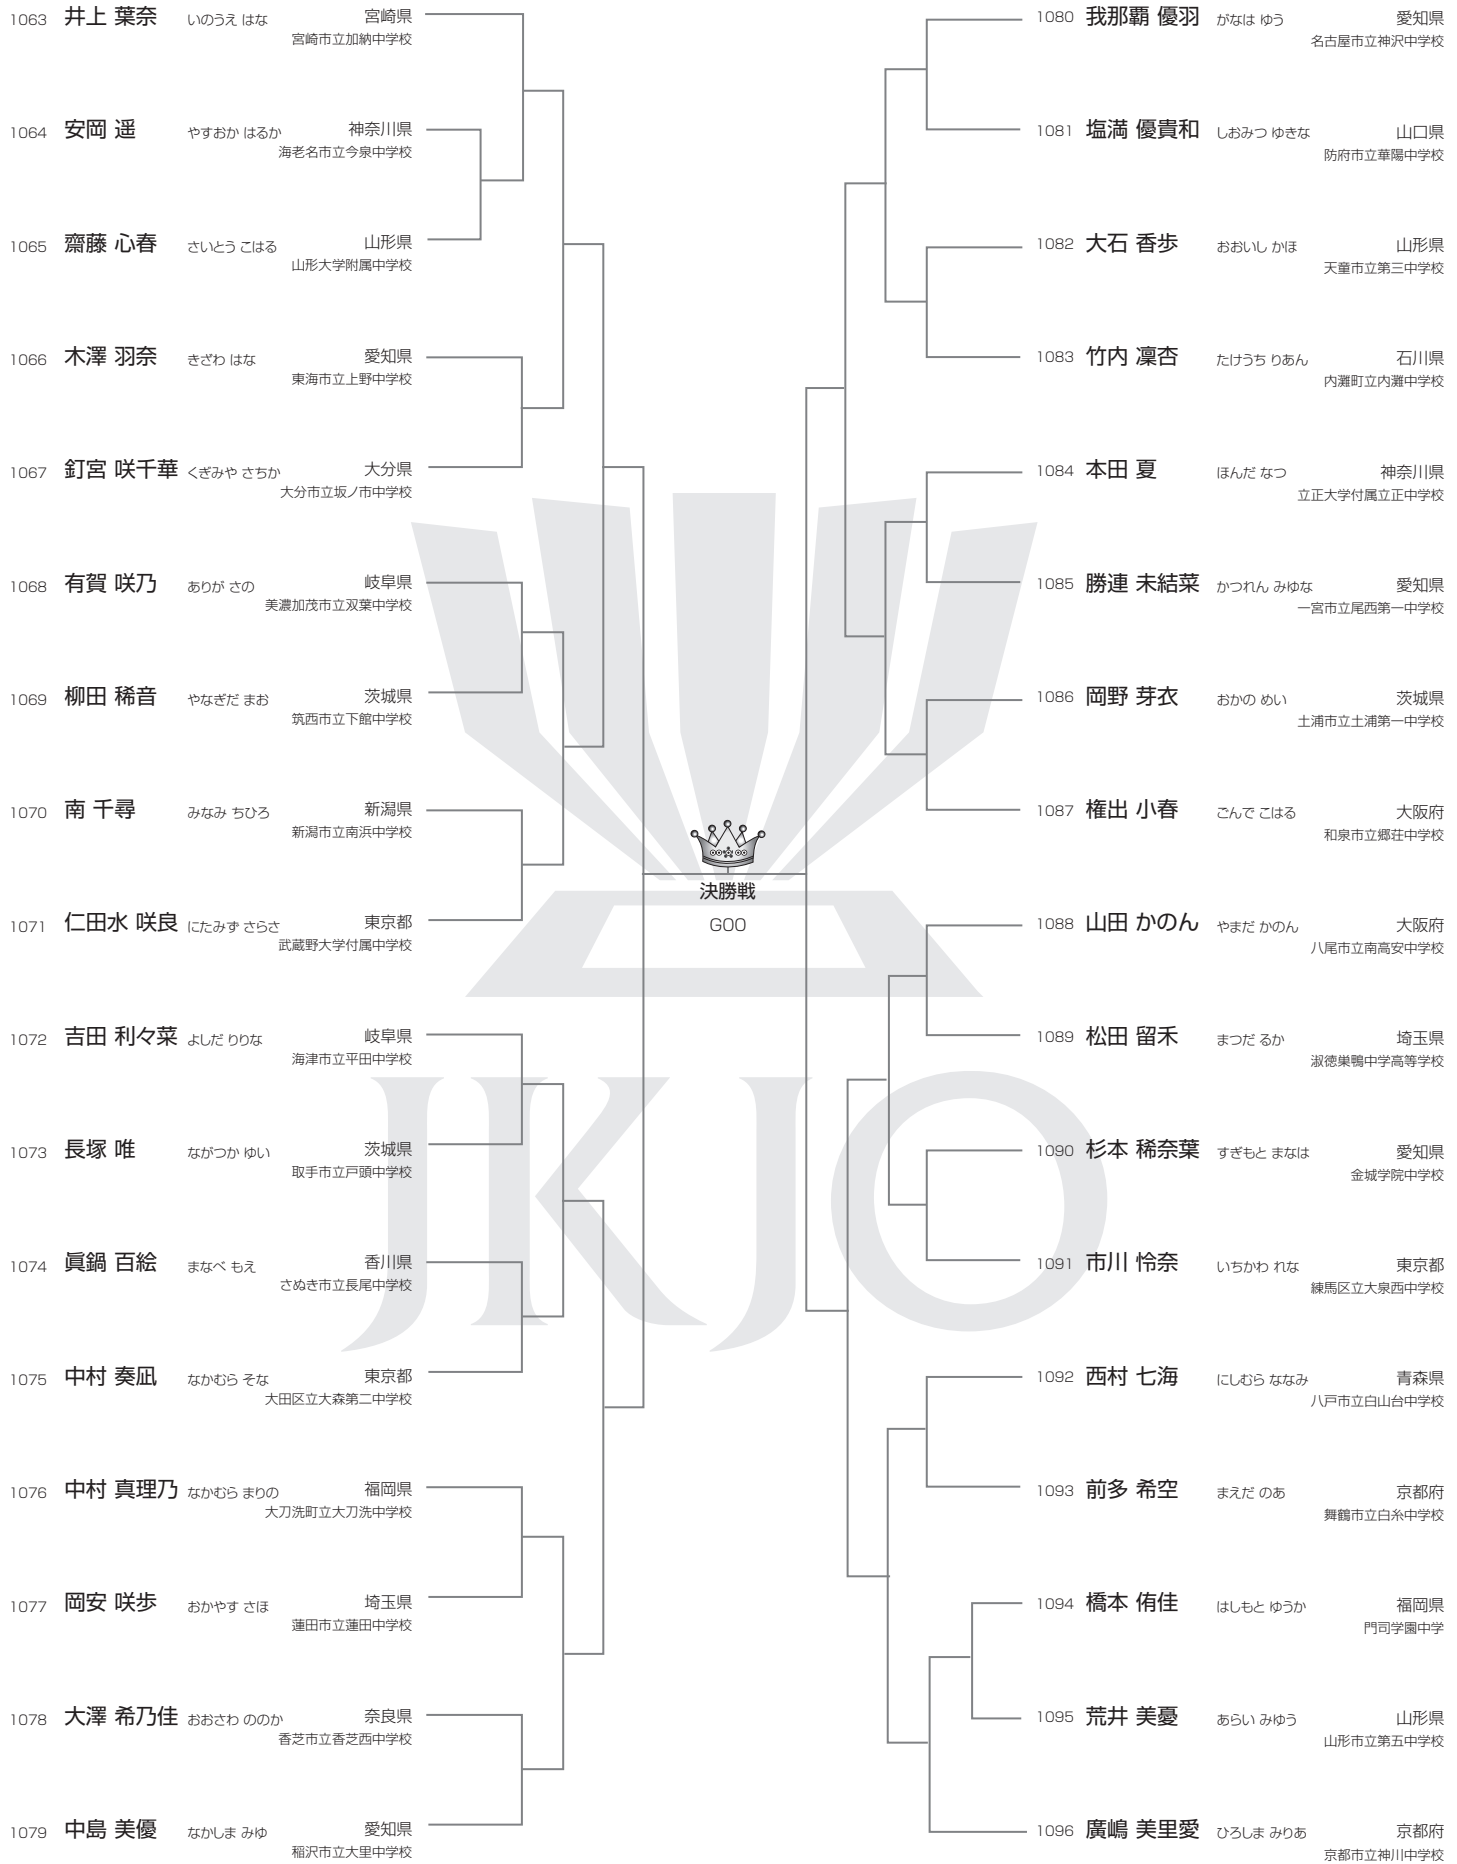 1063 井上 葉奈 いのうえ はな 宮崎県
宮崎市立加納中学校
1064 安岡 遥 やすおか はるか 神奈川県
海老名市立今泉中学校
1065 齋藤 心春 さいとう こはる 山形県
山形大学附属中学校
1066 木澤 羽奈 きざわ はな 愛知県
東海市立上野中学校
1067 釘宮 咲千華 くぎみや さちか 大分県
大分市立坂ノ市中学校
1068 有賀 咲乃 ありが さの 岐阜県
美濃加茂市立双葉中学校
1069 柳田 稀音 やなぎだ まお 茨城県
筑西市立下館中学校
1070 南 千尋 みなみ ちひろ 新潟県
新潟市立南浜中学校
1071 仁田水 咲良 にたみず さらさ 東京都
武蔵野大学付属中学校
1072 吉田 利々菜 よしだ りりな 岐阜県
海津市立平田中学校
1073 長塚 唯 ながつか ゆい 茨城県
取手市立戸頭中学校
1074 眞鍋 百絵 まなべ もえ 香川県
さぬき市立長尾中学校
1075 中村 奏凪 なかむら そな 東京都
大田区立大森第二中学校
1076 中村 真理乃 なかむら まりの 福岡県
大刀洗町立大刀洗中学校
1077 岡安 咲歩 おかやす さほ 埼玉県
蓮田市立蓮田中学校
1078 大澤 希乃佳 おおさわ ののか 奈良県
香芝市立香芝西中学校
1079 中島 美優 なかしま みゆ 愛知県
稲沢市立大里中学校
決勝戦
G00
JKJO
1080 我那覇 優羽 がなは ゆう 愛知県
名古屋市立神沢中学校
1081 塩満 優貴和 しおみつ ゆきな 山口県
防府市立華陽中学校
1082 大石 香歩 おおいし かほ 山形県
天童市立第三中学校
1083 竹内 凜杏 たけうち りあん 石川県
内灘町立内灘中学校
1084 本田 夏 ほんだ なつ 神奈川県
立正大学付属立正中学校
1085 勝連 未結菜 かつれん みゆな 愛知県
一宮市立尾西第一中学校
1086 岡野 芽衣 おかの めい 茨城県
土浦市立土浦第一中学校
1087 権出 小春 ごんで こはる 大阪府
和泉市立郷荘中学校
1088 山田 かのん やまだ かのん 大阪府
八尾市立南高安中学校
1089 松田 留禾 まつだ るか 埼玉県
淑徳巣鴨中学高等学校
1090 杉本 稀奈葉 すぎもと まなは 愛知県
金城学院中学校
1091 市川 怜奈 いちかわ れな 東京都
練馬区立大泉西中学校
1092 西村 七海 にしむら ななみ 青森県
八戸市立白山台中学校
1093 前多 希空 まえだ のあ 京都府
舞鶴市立白糸中学校
1094 橋本 侑佳 はしもと ゆうか 福岡県
門司学園中学
1095 荒井 美憂 あらい みゆう 山形県
山形市立第五中学校
1096 廣嶋 美里愛 ひろしま みりあ 京都府
京都市立神川中学校